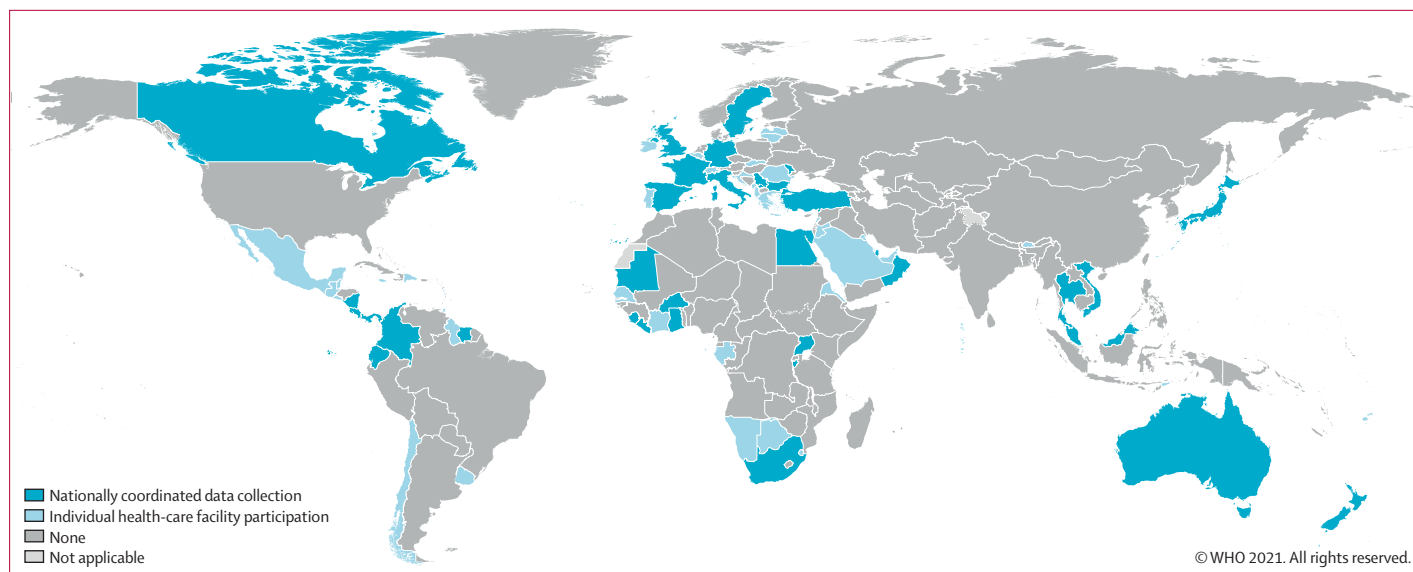 Nationally coordinated data collection
Individual health-care facility participation
None
Not applicable
© WHO 2021. All rights reserved.